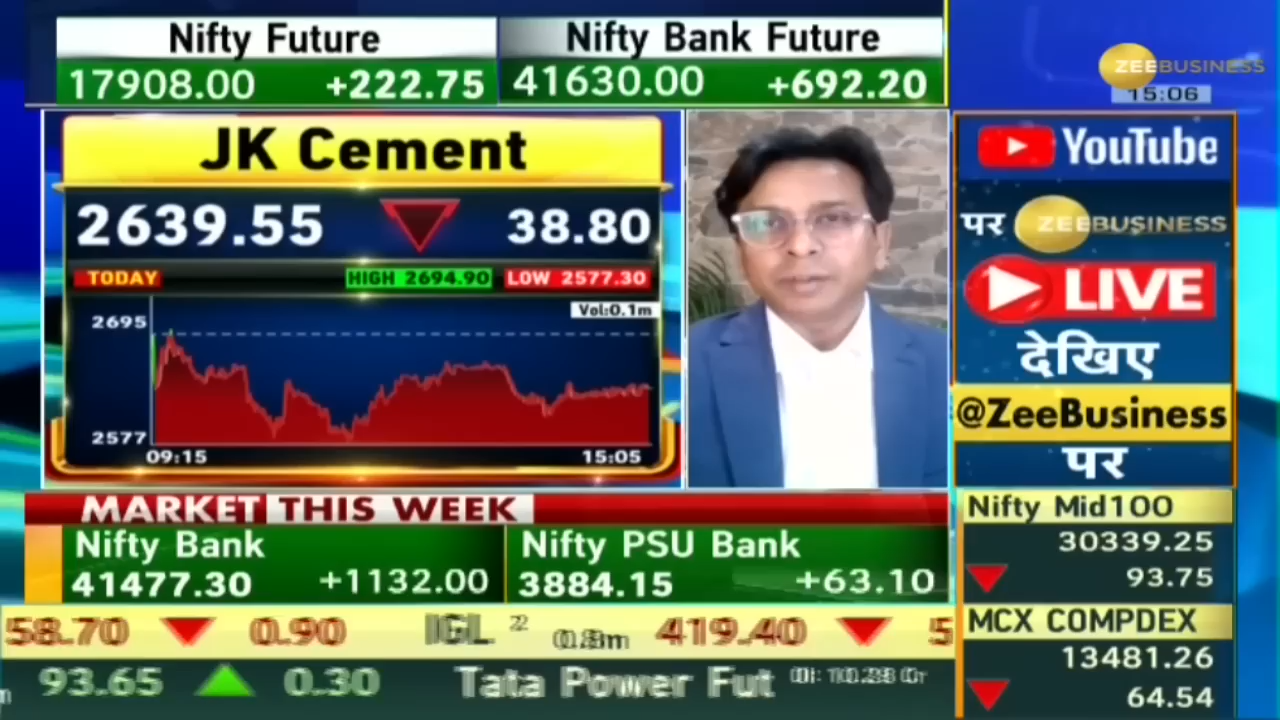 Nifty Future
17908.00 +222.75
Nifty Bank Future
41630.00 +692.20
ZEEBUSINESS
15:06
JK Cement
2639.55 38.80
TODAY HIGH 2694.90 LOW 2577.30
Vol:0.1m
2695
2577
09:15 15:05
YouTube
पर ZEEBUSINESS
LIVE
देखिए
@ZeeBusiness
पर
MARKET THIS WEEK
Nifty Bank
41477.30 +1132.00
Nifty PSU Bank
3884.15 +63.10
Nifty Mid100
30339.25
93.75
MCX COMPDEX
13481.26
64.54
58.70 0.90 IGL 0.8m 419.40 5
93.65 0.30 Tata Power Fut